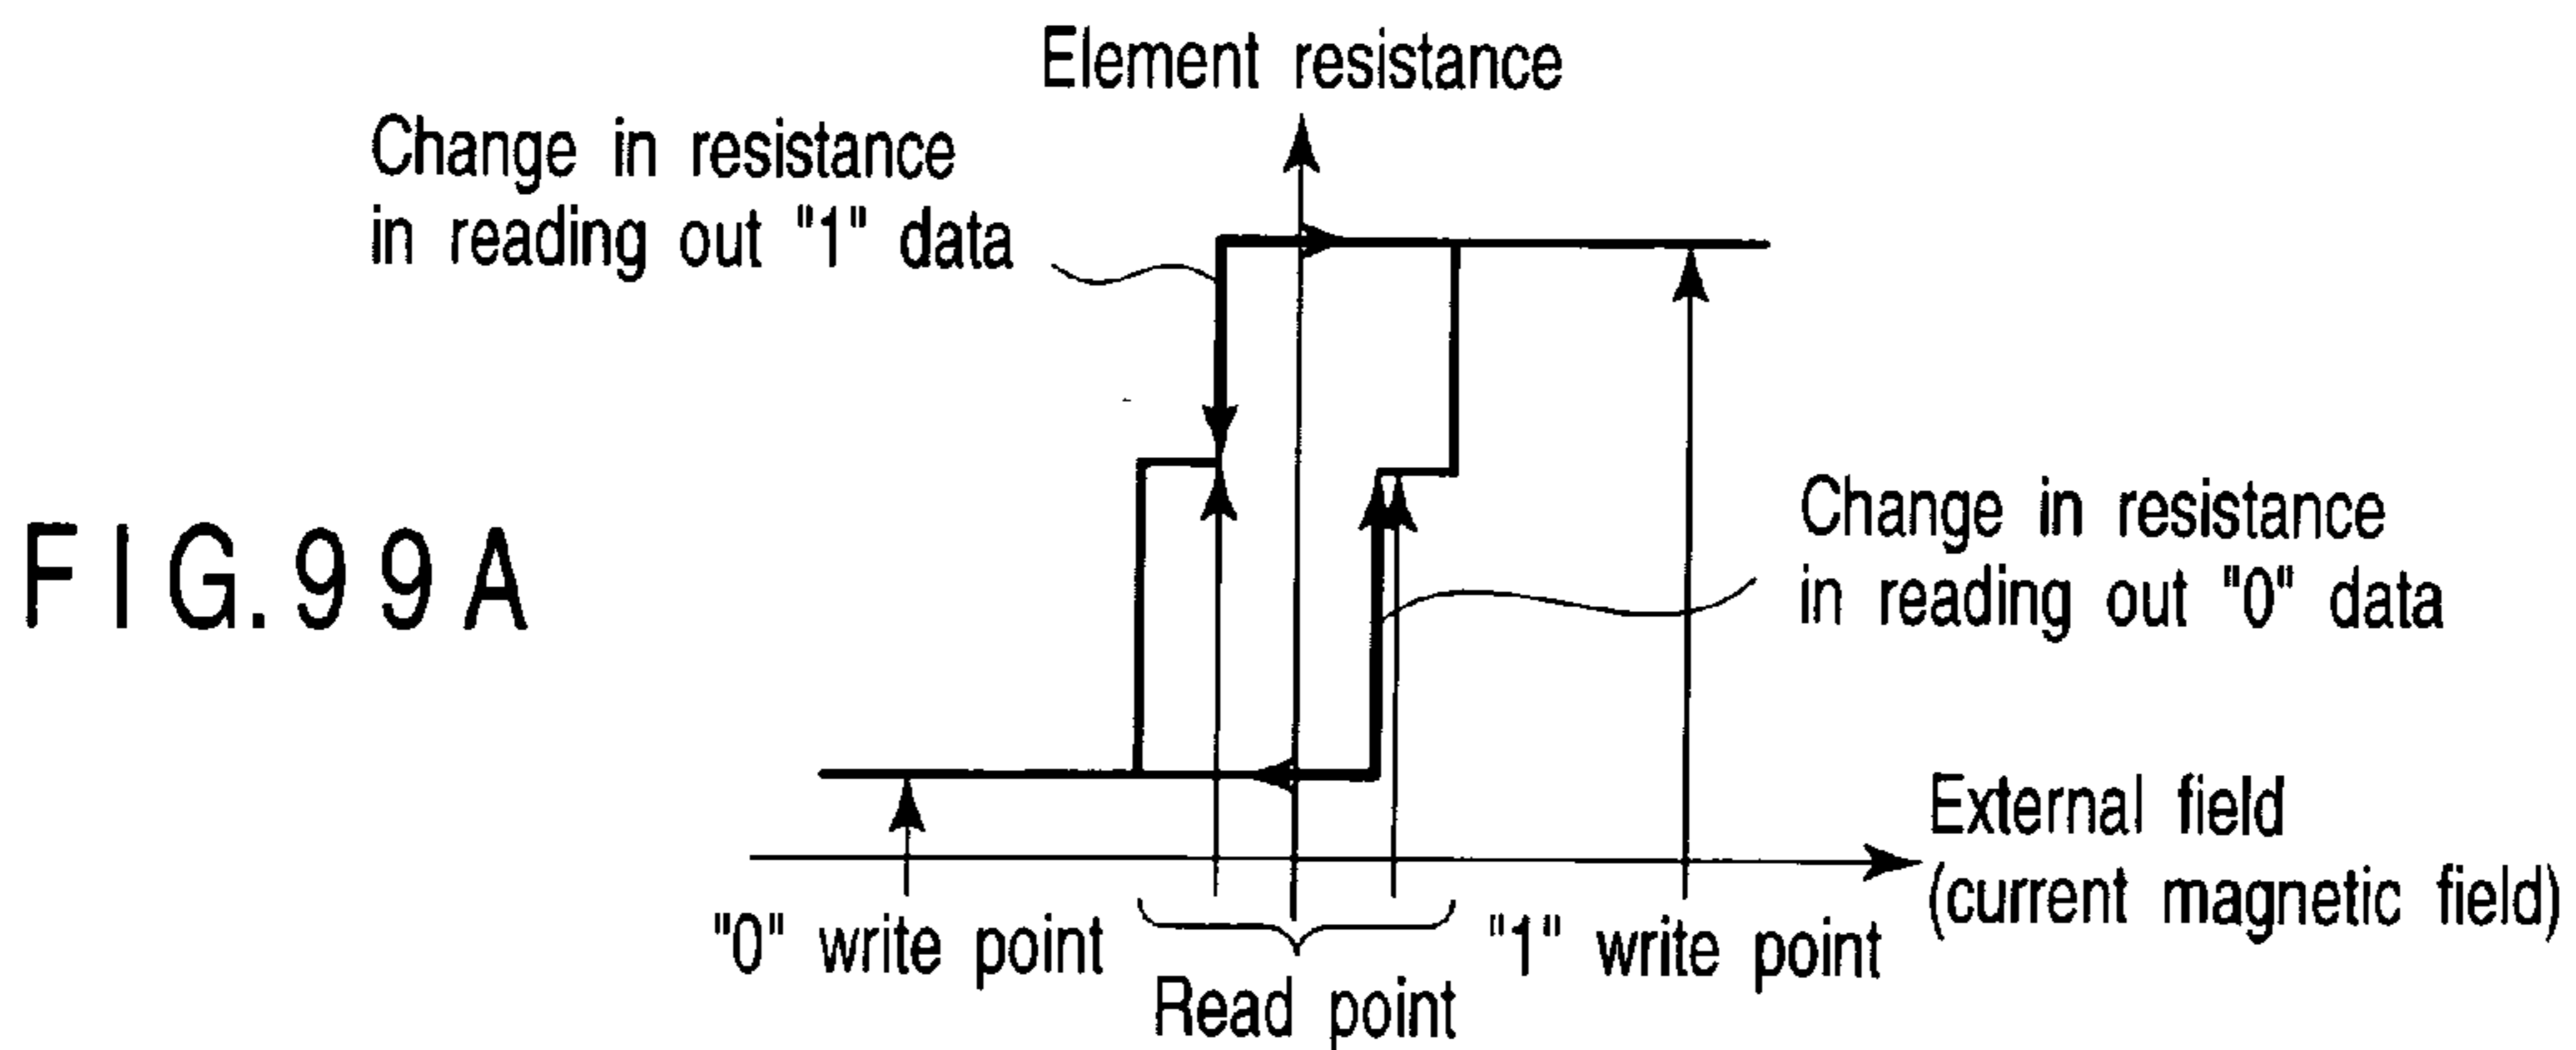 Element resistance
Change in resistance
in reading out "1" data
FIG.99A
Change in resistance
in reading out "0" data
External field
(current magnetic field)
"0" write point
"1" write point
Read point